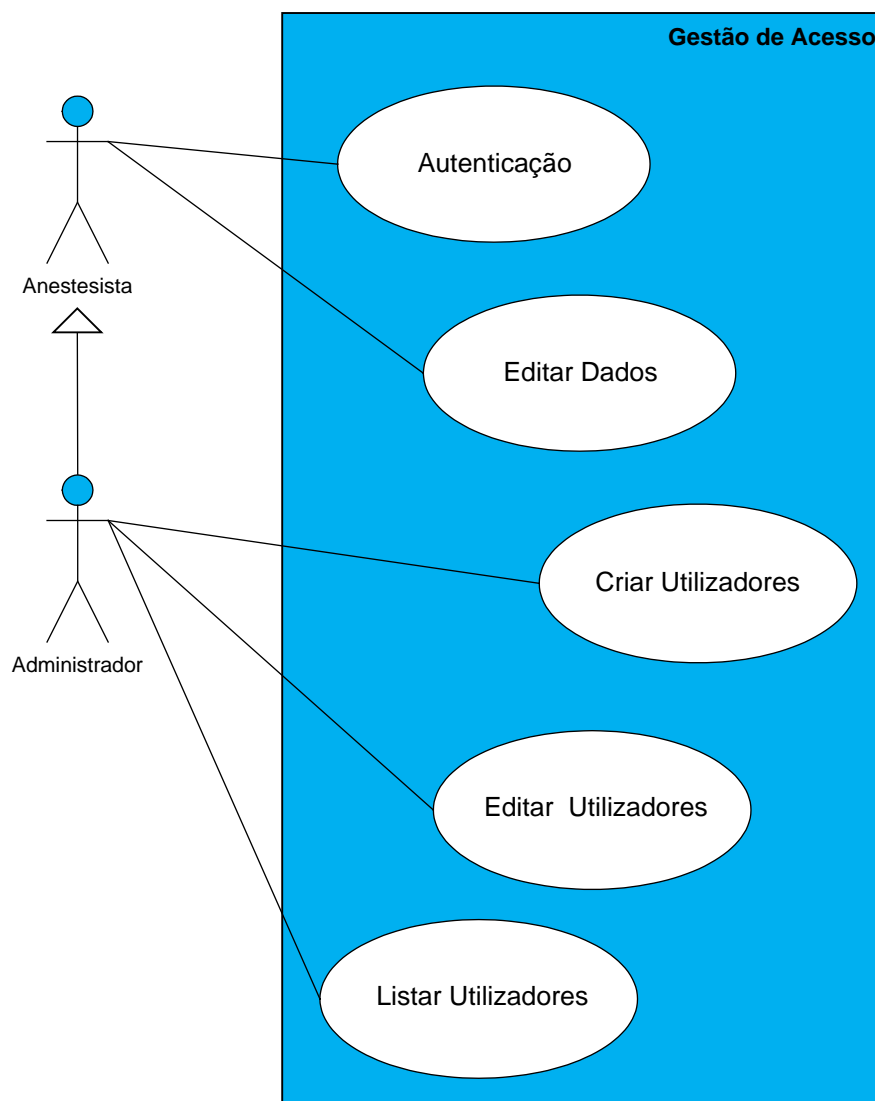 Gestão de Acesso
Autenticação
Anestesista
Editar Dados
Criar Utilizadores
Administrador
Editar  Utilizadores
Listar Utilizadores